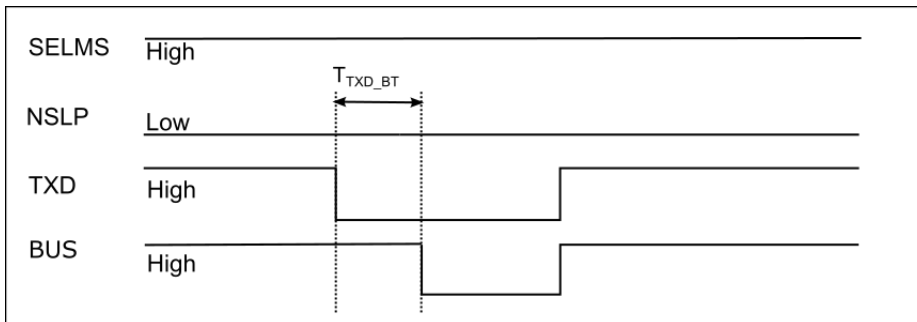 SELMS
High
T_TXD_BT
NSLP
Low
TXD
High
BUS
High